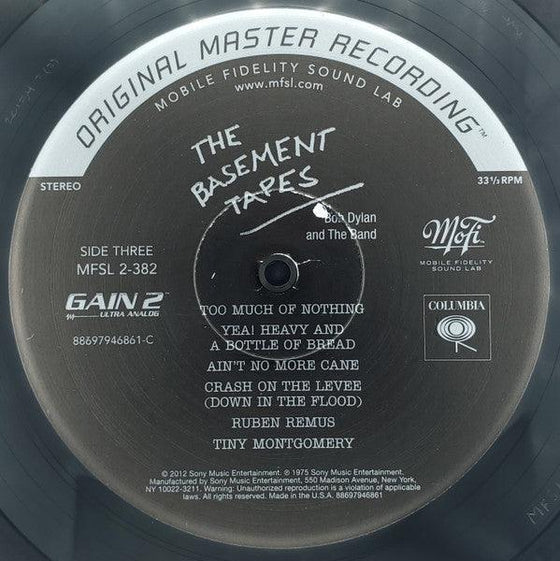 ORIGINAL MASTER RECORDING™
MOBILE FIDELITY SOUND LAB
www.mfsl.com
THE
BASEMENT
TAPES
STEREO
33 1/3 RPM
Bob Dylan
and The Band
SIDE THREE
MFSL 2-382
MoFi
MOBILE FIDELITY
SOUND LAB
GAIN 2™
ULTRA ANALOG
88697946861-C
COLUMBIA
TOO MUCH OF NOTHING
YEA! HEAVY AND
A BOTTLE OF BREAD
AIN'T NO MORE CANE
CRASH ON THE LEVEE
(DOWN IN THE FLOOD)
RUBEN REMUS
TINY MONTGOMERY
© 2012 Sony Music Entertainment. ℗ 1975 Sony Music Entertainment.
Manufactured by Sony Music Entertainment, 550 Madison Avenue, New York,
NY 10022-3211. Warning: Unauthorized reproduction is a violation of applicable
laws. All rights reserved. Made in the U.S.A. 88697946861